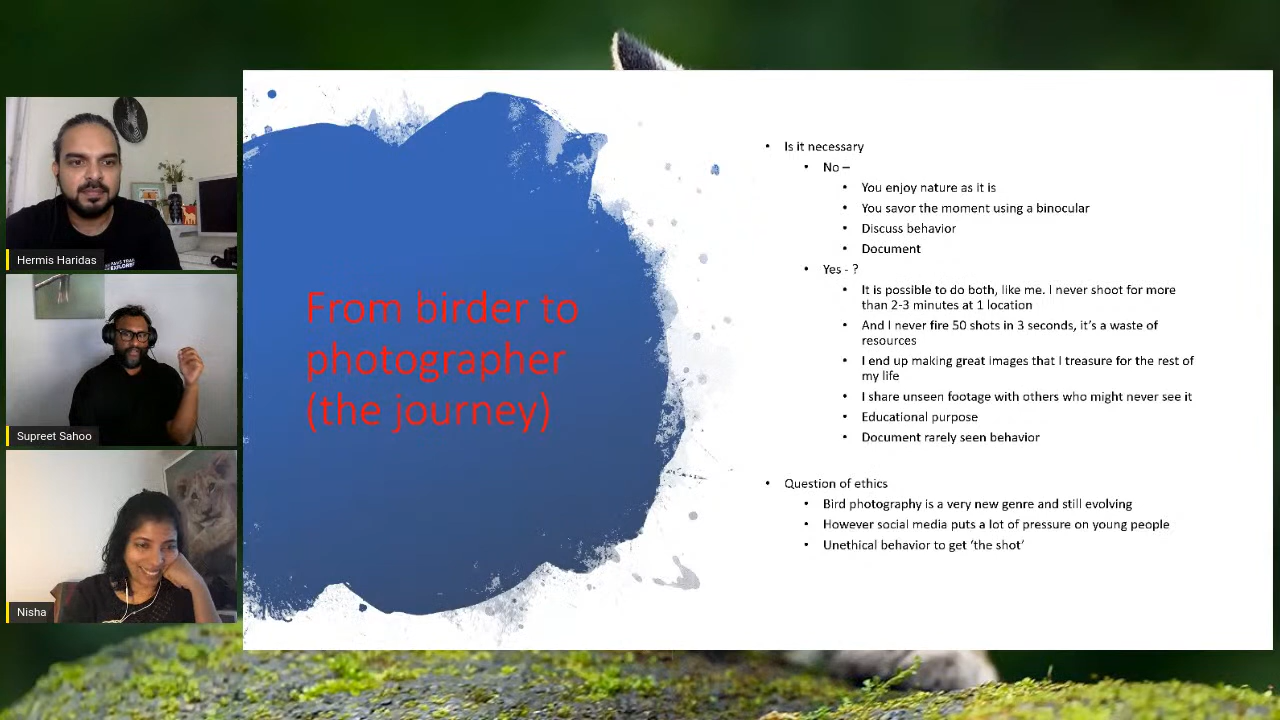 Hermis Haridas
Supreet Sahoo
Nisha
From birder to
photographer
(the journey)
• Is it necessary
• No –
• You enjoy nature as it is
• You savor the moment using a binocular
• Discuss behavior
• Document
• Yes - ?
• It is possible to do both, like me. I never shoot for more
than 2-3 minutes at 1 location
• And I never fire 50 shots in 3 seconds, it’s a waste of
resources
• I end up making great images that I treasure for the rest of
my life
• I share unseen footage with others who might never see it
• Educational purpose
• Document rarely seen behavior
• Question of ethics
• Bird photography is a very new genre and still evolving
• However social media puts a lot of pressure on young people
• Unethical behavior to get ‘the shot’